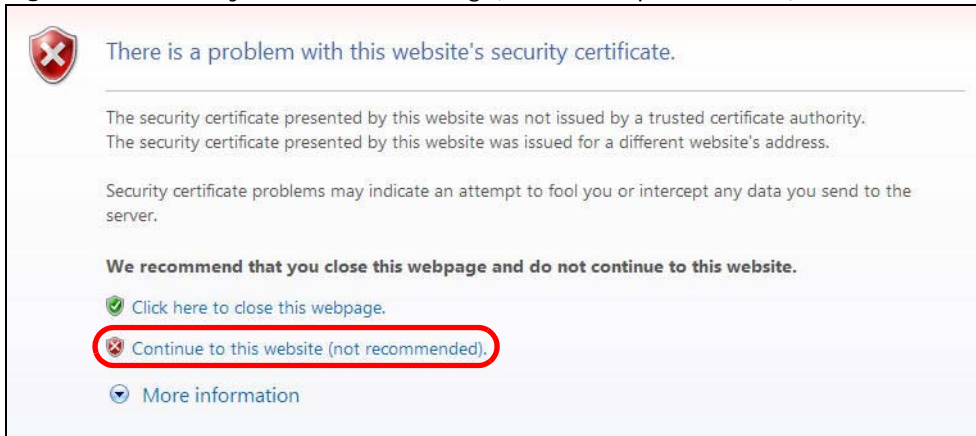 There is a problem with this website's security certificate.
The security certificate presented by this website was not issued by a trusted certificate authority.
The security certificate presented by this website was issued for a different website's address.
Security certificate problems may indicate an attempt to fool you or intercept any data you send to the
server.
We recommend that you close this webpage and do not continue to this website.
Click here to close this webpage.
Continue to this website (not recommended).
More information